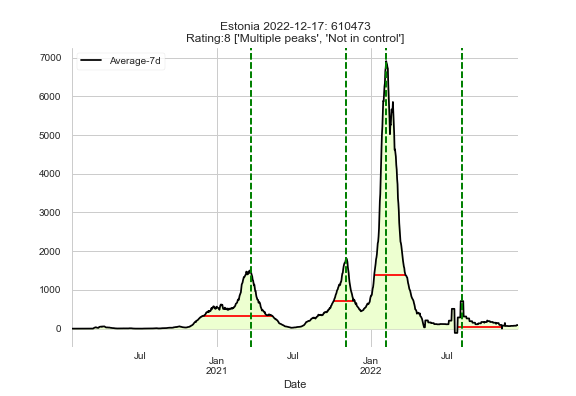 Estonia 2022-12-17: 610473
Rating:8 ['Multiple peaks', 'Not in control']
Average-7d
7000
6000
5000
4000
3000
2000
1000
0
Jul
Jan
2021
Jul
Jan
2022
Jul
Date